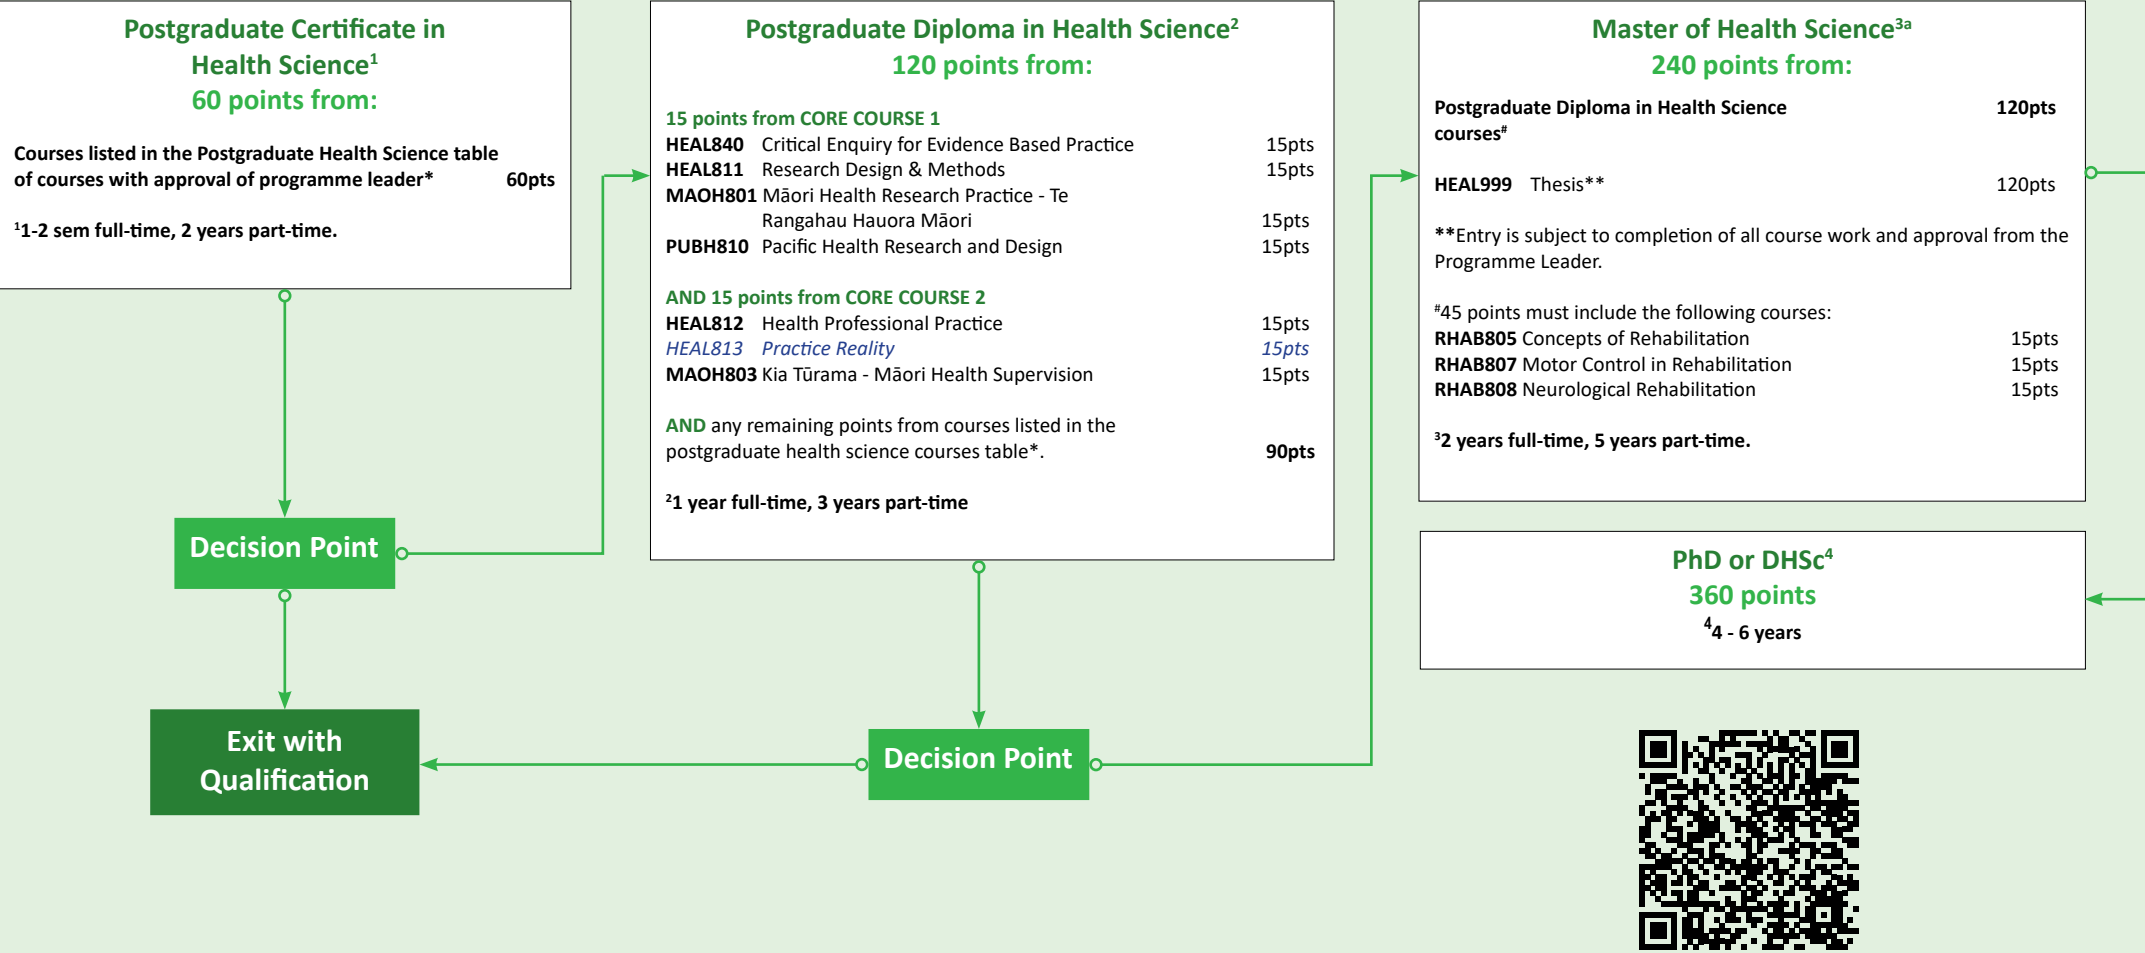 Postgraduate Certificate in
Health Science¹
60 points from:
Courses listed in the Postgraduate Health Science table
of courses with approval of programme leader* 60pts
¹1-2 sem full-time, 2 years part-time.
Decision Point
Exit with
Qualification
Postgraduate Diploma in Health Science²
120 points from:
15 points from CORE COURSE 1
HEAL840 Critical Enquiry for Evidence Based Practice 15pts
HEAL811 Research Design & Methods 15pts
MAOH801 Māori Health Research Practice - Te
Rangahau Hauora Māori 15pts
PUBH810 Pacific Health Research and Design 15pts
AND 15 points from CORE COURSE 2
HEAL812 Health Professional Practice 15pts
HEAL813 Practice Reality 15pts
MAOH803 Kia Tūrama - Māori Health Supervision 15pts
AND any remaining points from courses listed in the
postgraduate health science courses table*. 90pts
²1 year full-time, 3 years part-time
Decision Point
Master of Health Science³ᵃ
240 points from:
Postgraduate Diploma in Health Science 120pts
courses#
HEAL999 Thesis** 120pts
**Entry is subject to completion of all course work and approval from the
Programme Leader.
#45 points must include the following courses:
RHAB805 Concepts of Rehabilitation 15pts
RHAB807 Motor Control in Rehabilitation 15pts
RHAB808 Neurological Rehabilitation 15pts
³2 years full-time, 5 years part-time.
PhD or DHSc⁴
360 points
⁴4 - 6 years